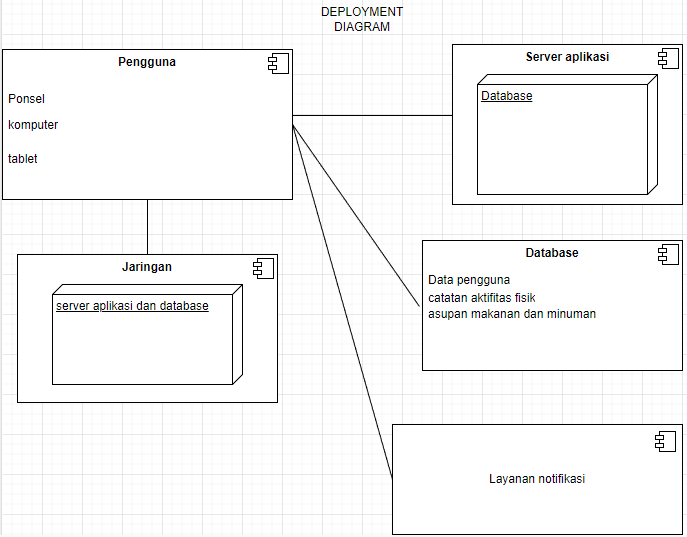 DEPLOYMENT
DIAGRAM
Pengguna
Ponsel
komputer
tablet
Server aplikasi
Database
Jaringan
server aplikasi dan database
Database
Data pengguna
catatan aktifitas fisik
asupan makanan dan minuman
Layanan notifikasi